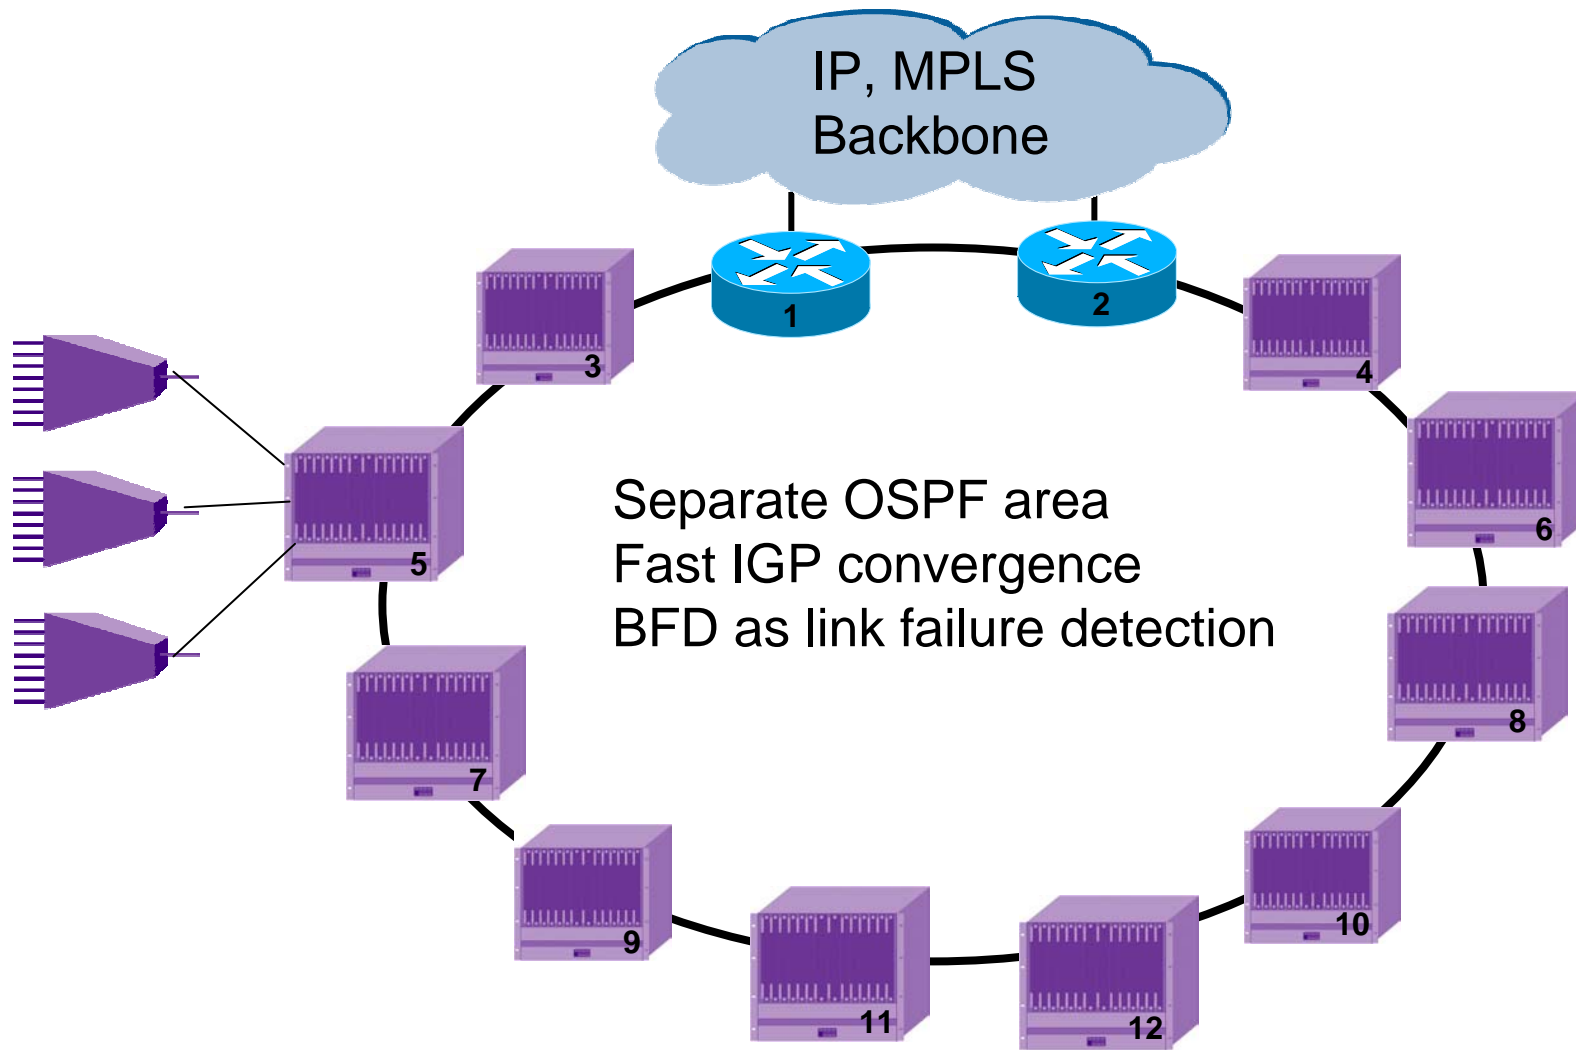 IP, MPLS
Backbone
1
2
3
4
5
6
Separate OSPF area
Fast IGP convergence
BFD as link failure detection
7
8
9
10
11
12